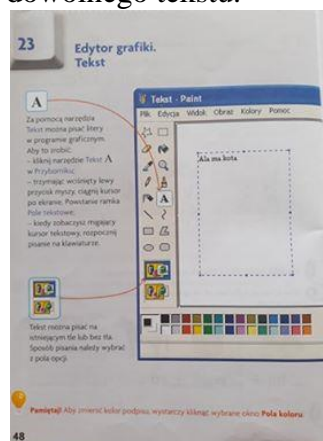 dowolnego tekstu.
23
Edytor grafiki.
Tekst
A
Za pomocą narzędzia
Tekst można pisać litery
w programie graficznym.
Aby to zrobić:
– kliknij narzędzie Tekst A
w Przyborniku;
– trzymając wciśnięty lewy
przycisk myszy, ciągnij kursor
po ekranie. Powstanie ramka
Pole tekstowe;
– kiedy zobaczysz migający
kursor tekstowy, rozpocznij
pisanie na klawiaturze.
Tekst - Paint
Plik Edycja Widok Obraz Kolory Pomoc
A
Ala ma kota.
Tekst można pisać na
istniejącym tle lub bez tła.
Sposób pisania należy wybrać
z pola opcji.
Pamiętaj! Aby zmienić kolor podpisu, wystarczy kliknąć wybrane okno Pola koloru.
48